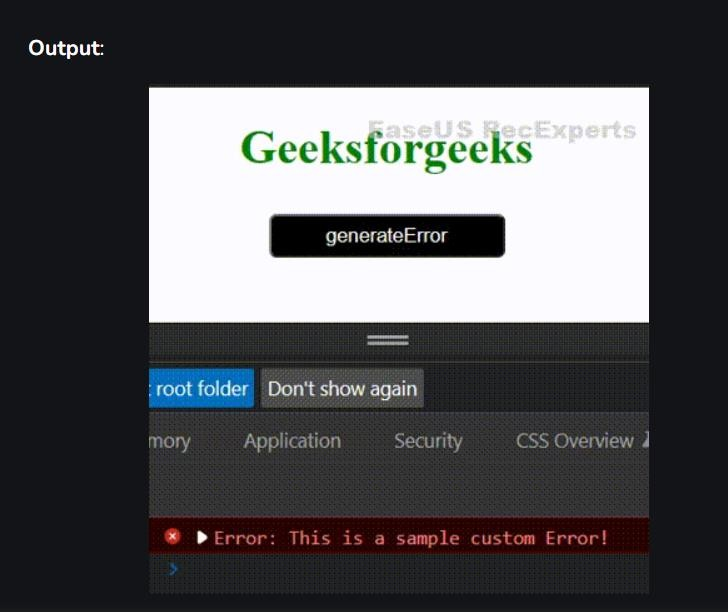 Output:
EaseUS RecExperts
Geeksforgeeks
generateError
root folder Don't show again
mory Application Security CSS Overview
Error: This is a sample custom Error!